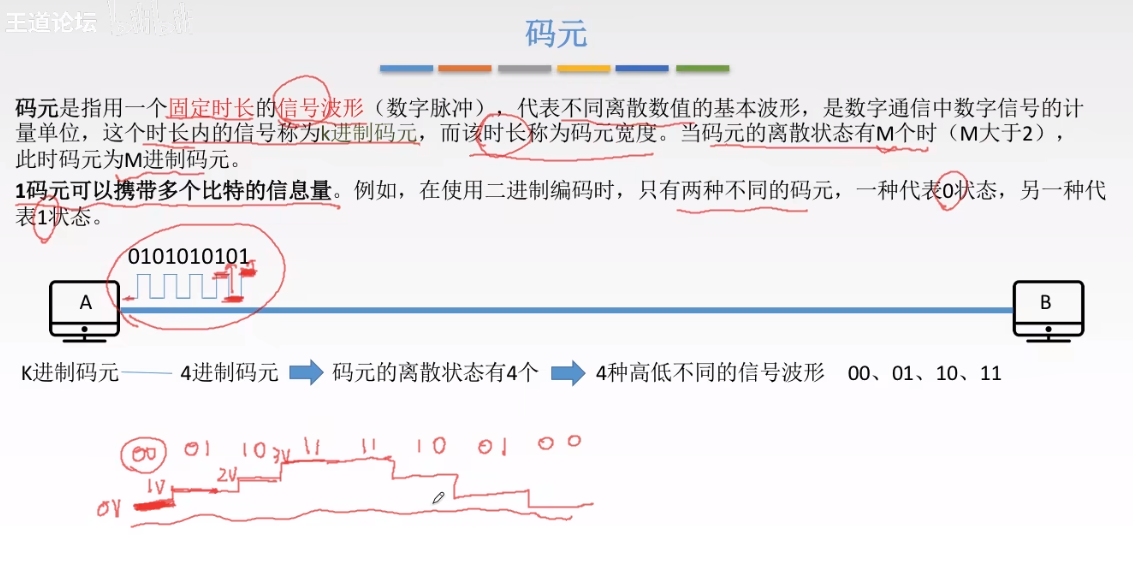 王道论坛
码元
码元是指用一个固定时长的信号波形（数字脉冲），代表不同离散数值的基本波形，是数字通信中数字信号的计
量单位，这个时长内的信号称为k进制码元，而该时长称为码元宽度。当码元的离散状态有M个时（M大于2），
此时码元为M进制码元。
1码元可以携带多个比特的信息量。例如，在使用二进制编码时，只有两种不同的码元，一种代表0状态，另一种代
表1状态。
0101010101
A
B
K进制码元 4进制码元 码元的离散状态有4个 4种高低不同的信号波形 00、01、10、11
00 01 10 11 11 10 01 00
0V 1V 2V 3V